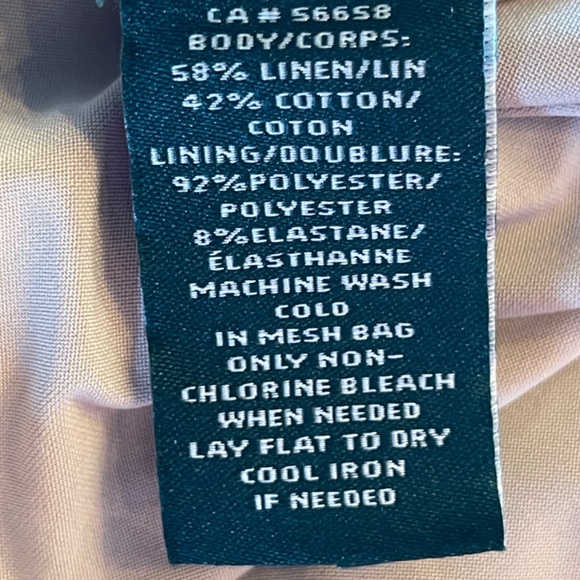 CA # 56658
BODY/CORPS:
58% LINEN/LIN
42% COTTON/
COTON
LINING/DOUBLURE:
92%POLYESTER/
POLYESTER
8%ELASTANE/
ÉLASTHANNE
MACHINE WASH
COLD
IN MESH BAG
ONLY NON-
CHLORINE BLEACH
WHEN NEEDED
LAY FLAT TO DRY
COOL IRON
IF NEEDED